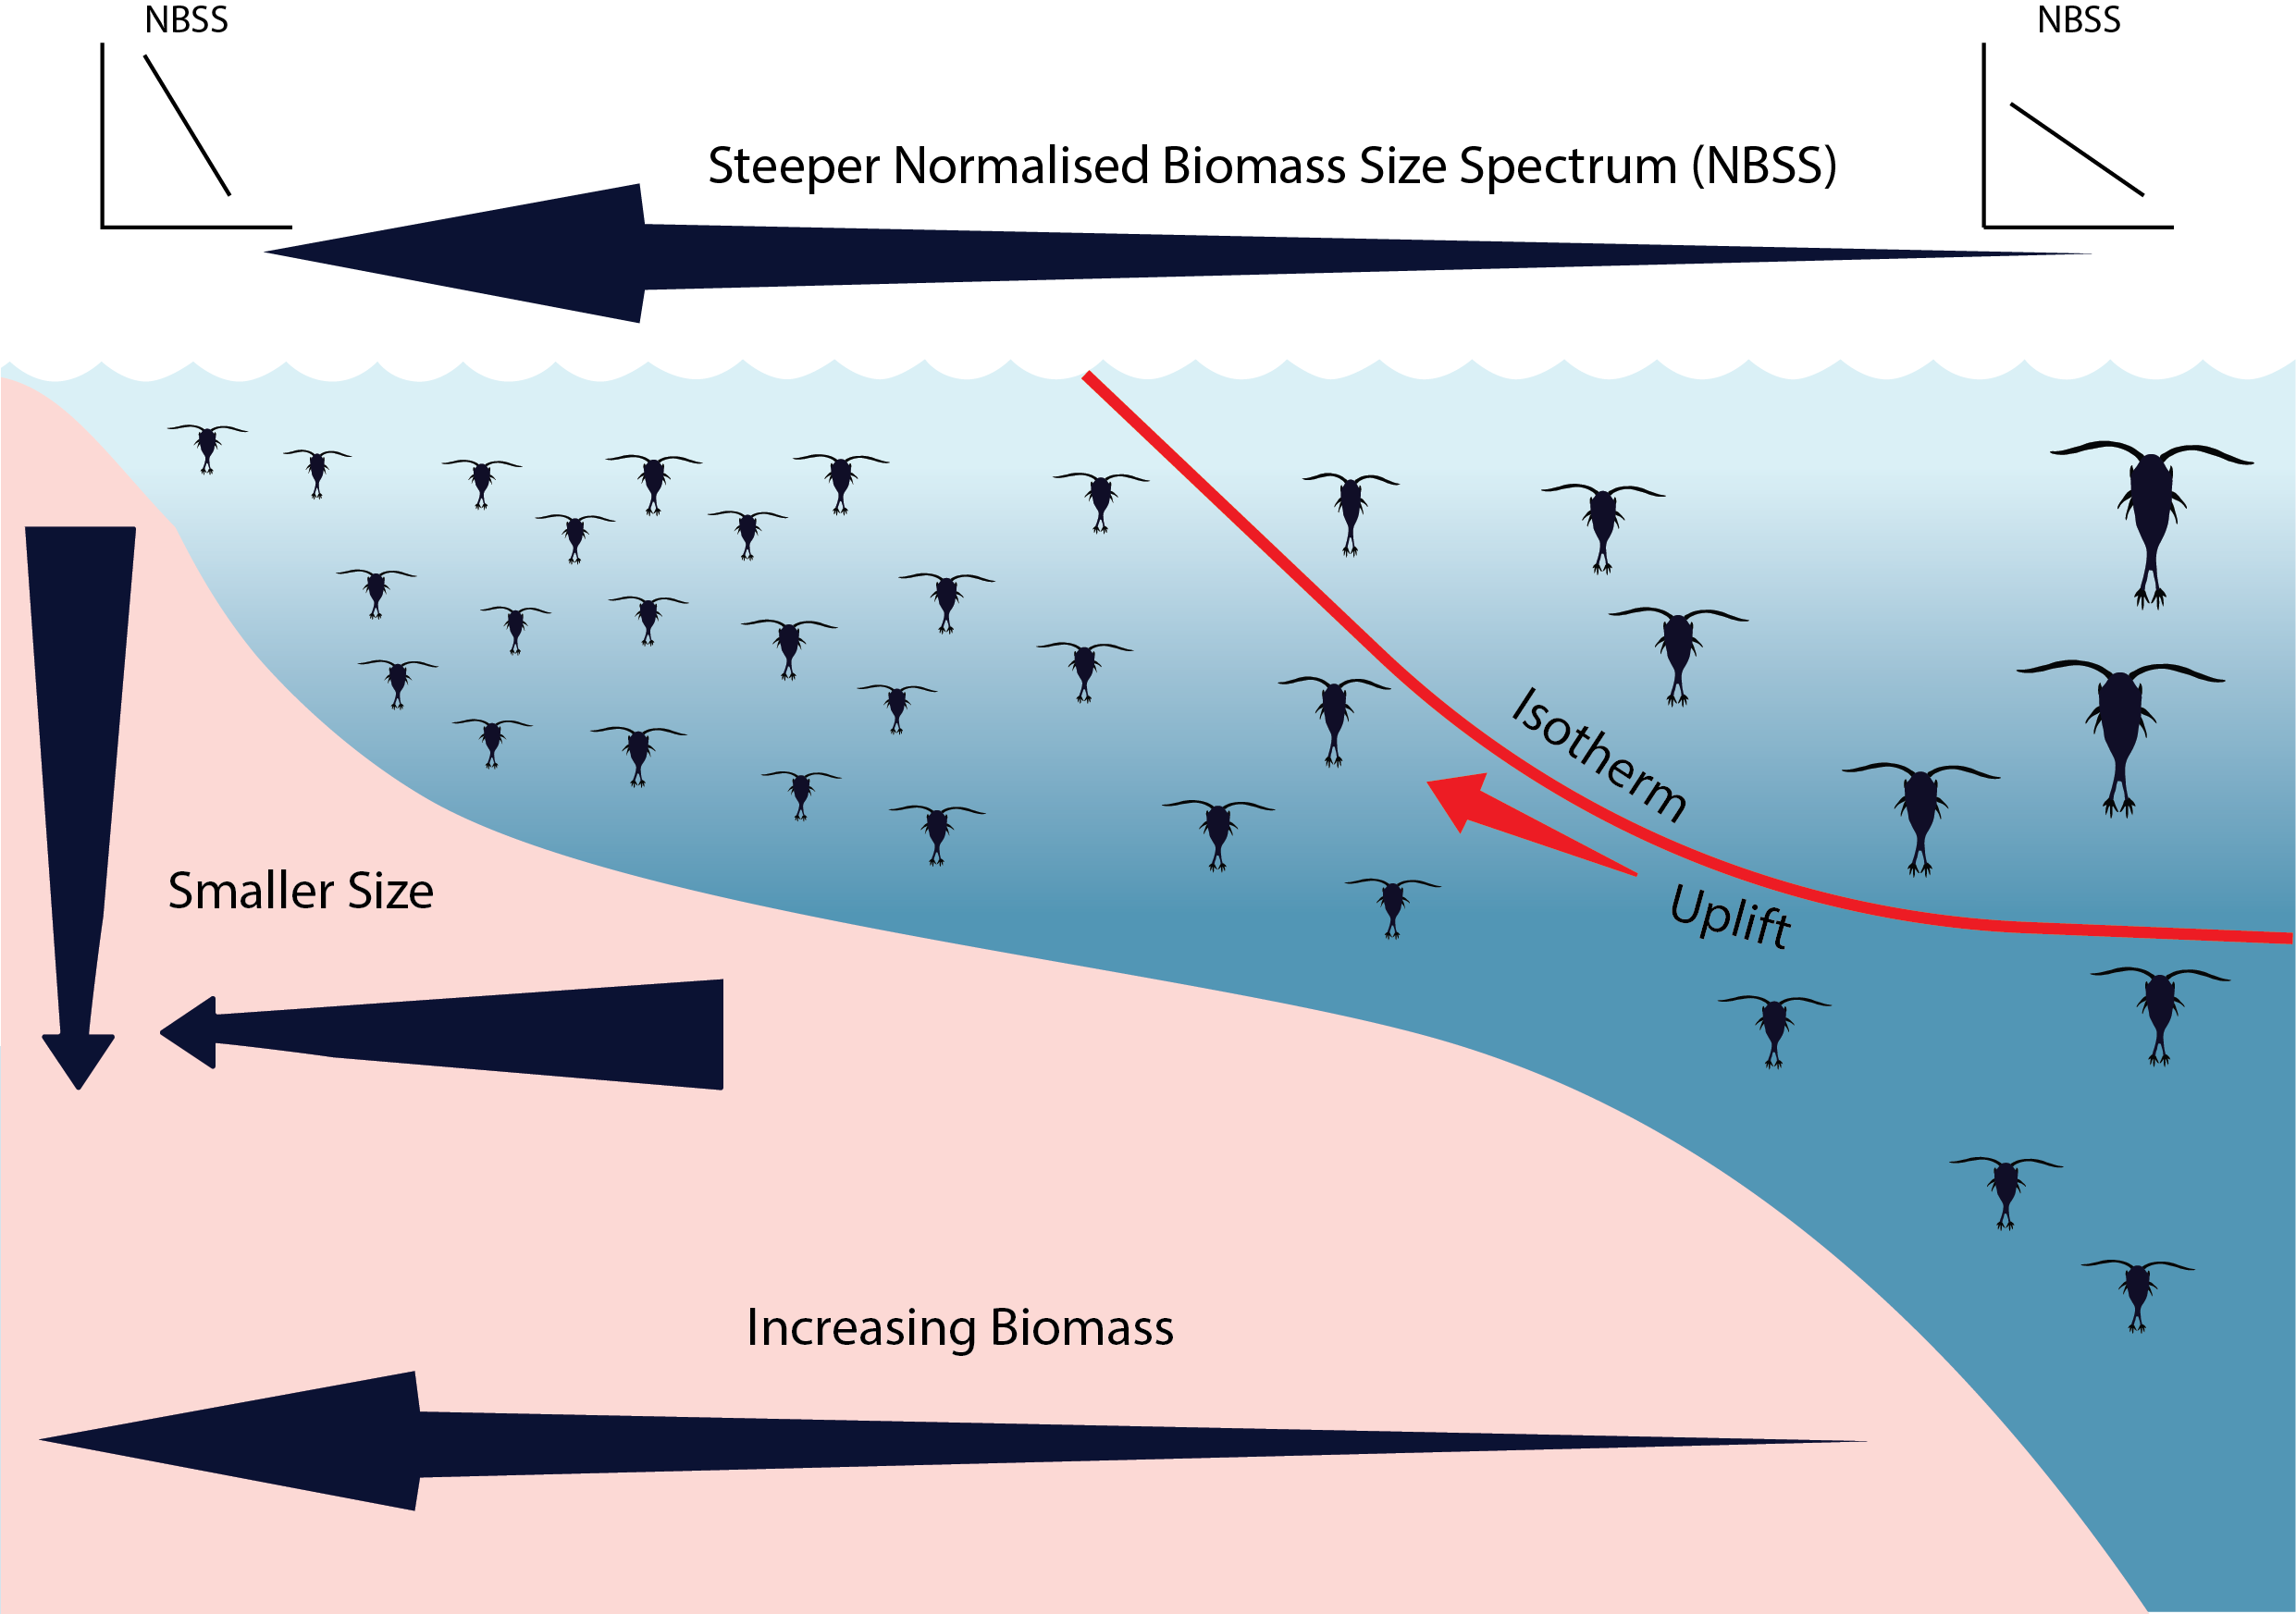 NBSS
NBSS
Steeper Normalised Biomass Size Spectrum (NBSS)
Isotherm
Uplift
Smaller Size
Increasing Biomass